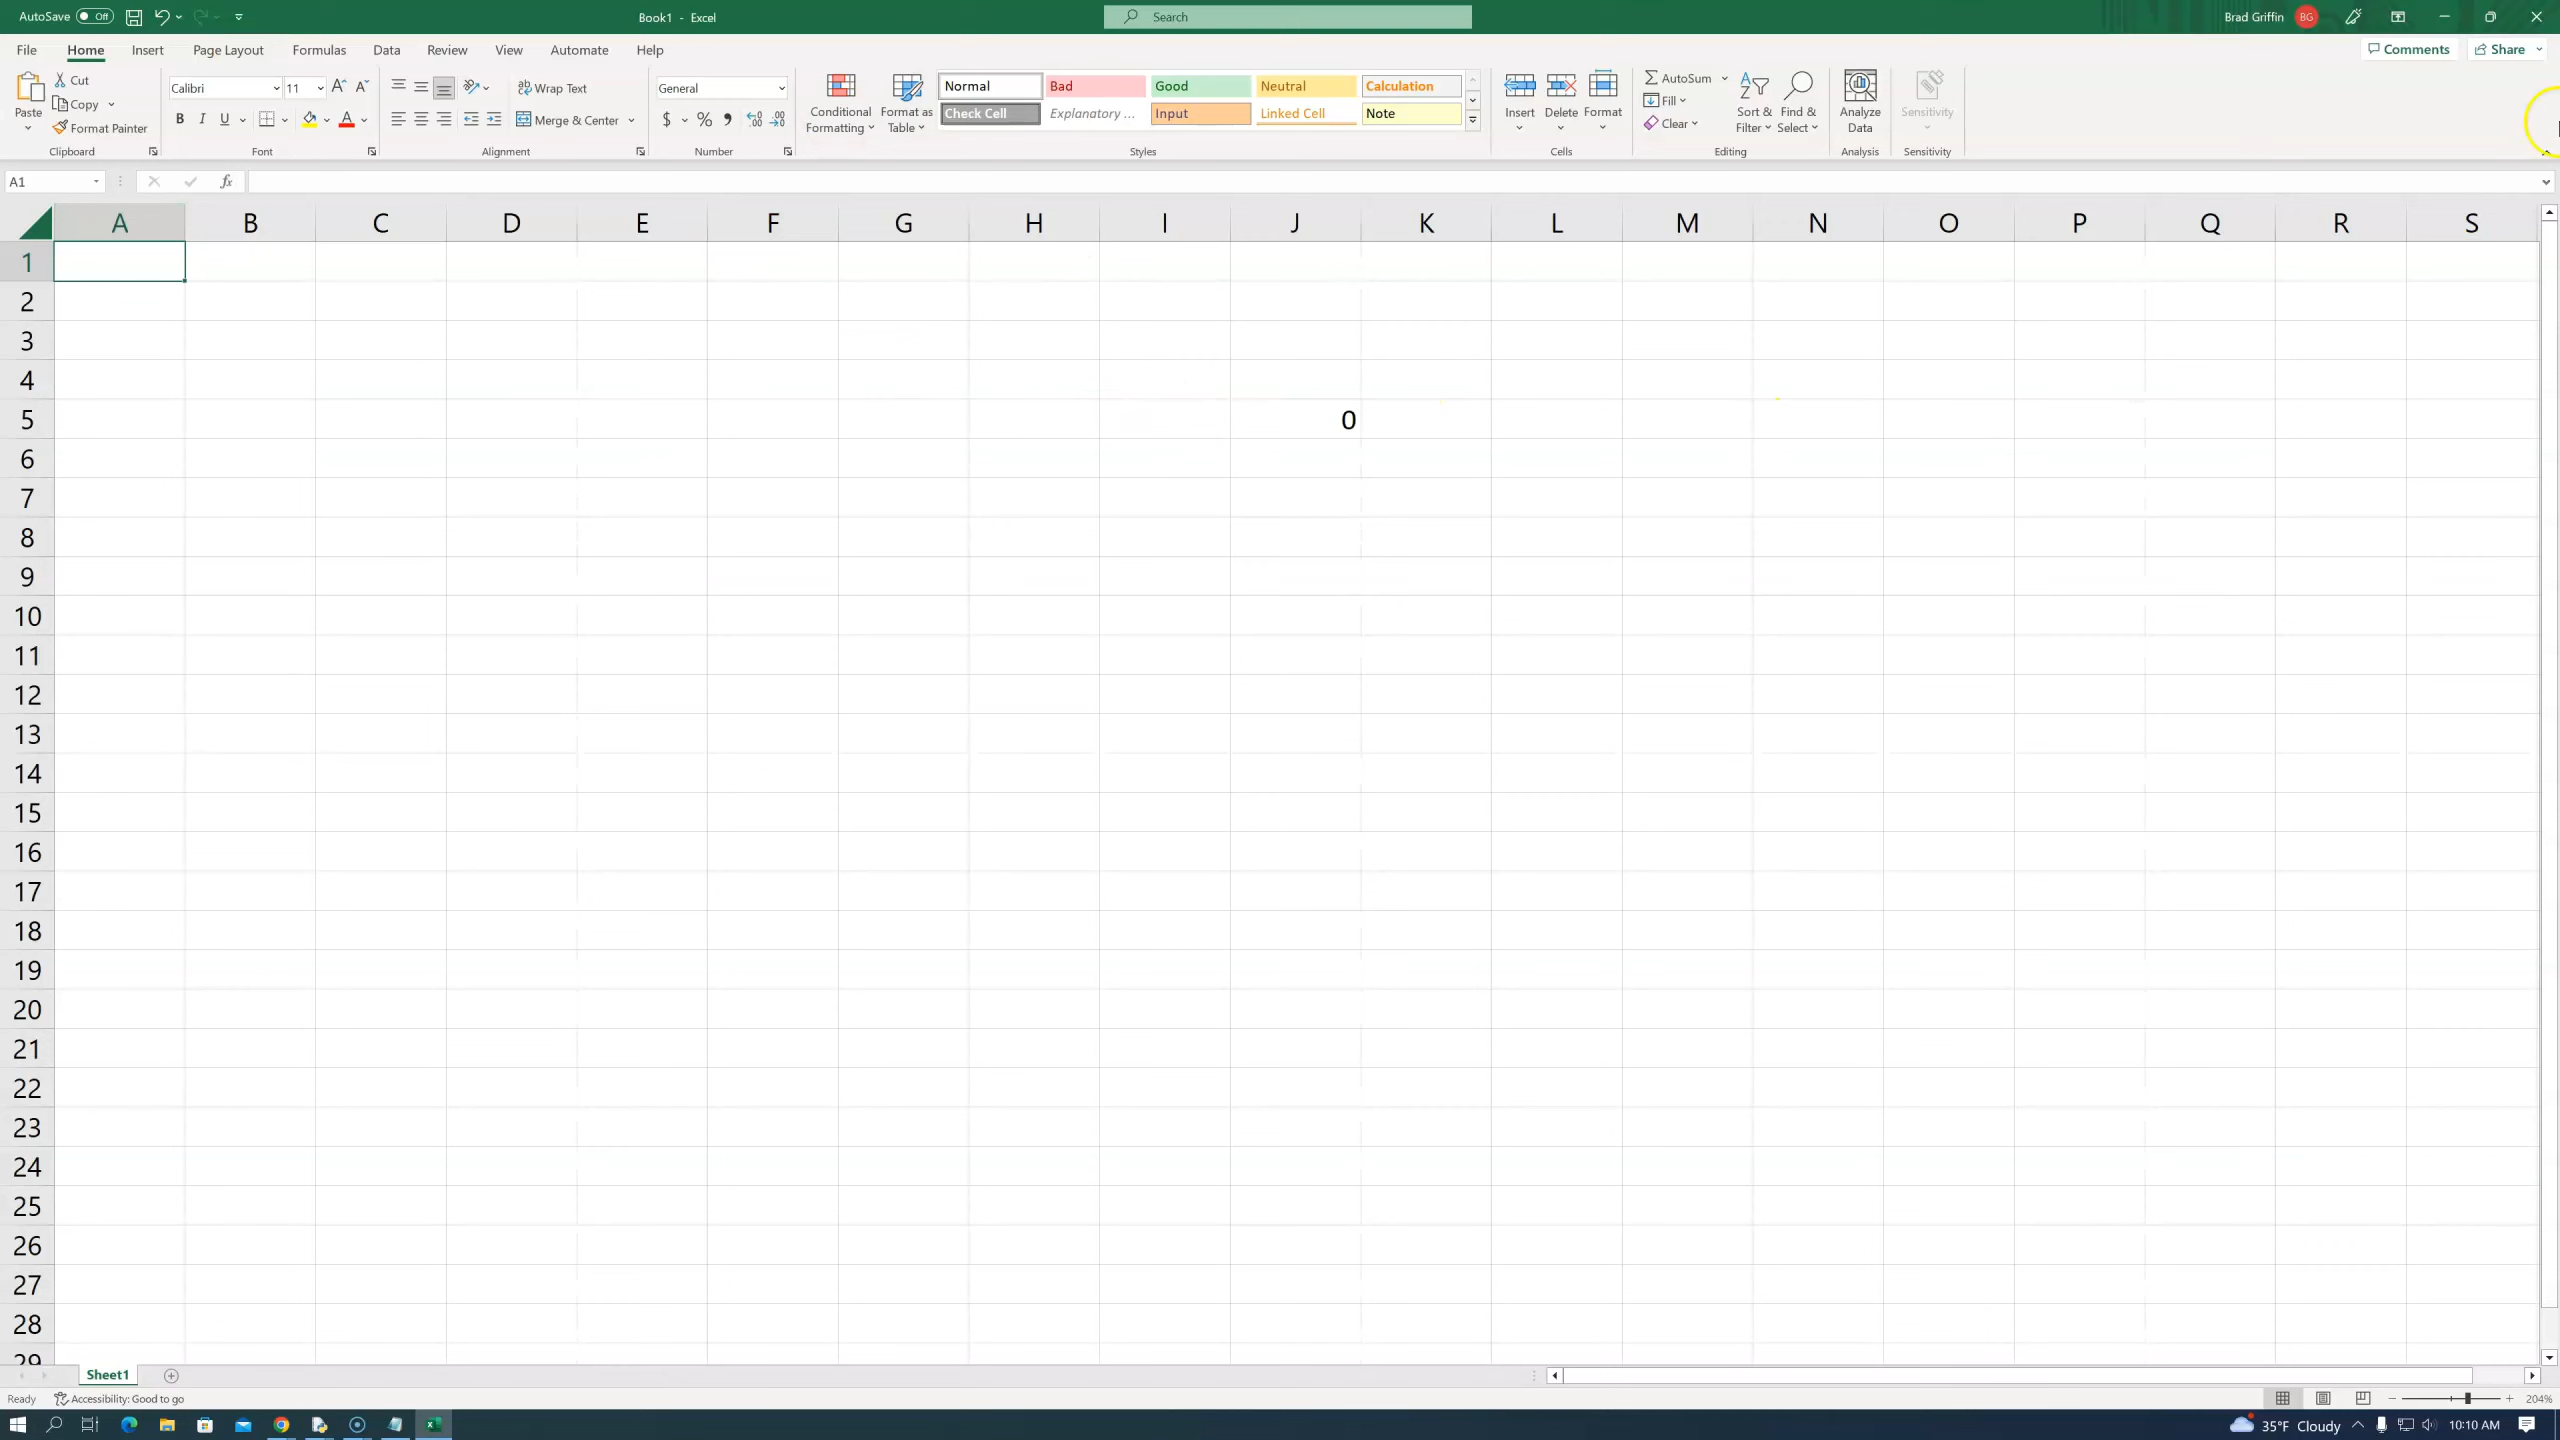 AutoSave Off Book1 - Excel Search Brad Griffin BG
File Home Insert Page Layout Formulas Data Review View Automate Help Comments Share
Paste Cut Copy Format Painter Clipboard
Calibri 11 B I U A Font
Wrap Text Merge & Center Alignment
General $ % Number
Conditional Formatting Format as Table
Normal Bad Good Neutral Calculation
Check Cell Explanatory ... Input Linked Cell Note
Styles
Insert Delete Format Cells
AutoSum Fill Clear Sort & Filter Find & Select Editing
Analyze Data Analysis
Sensitivity Sensitivity
A1 fx
A B C D E F G H I J K L M N O P Q R S
1
2
3
4
5 0
6
7
8
9
10
11
12
13
14
15
16
17
18
19
20
21
22
23
24
25
26
27
28
29
Sheet1
Ready Accessibility: Good to go 204%
35°F Cloudy 10:10 AM